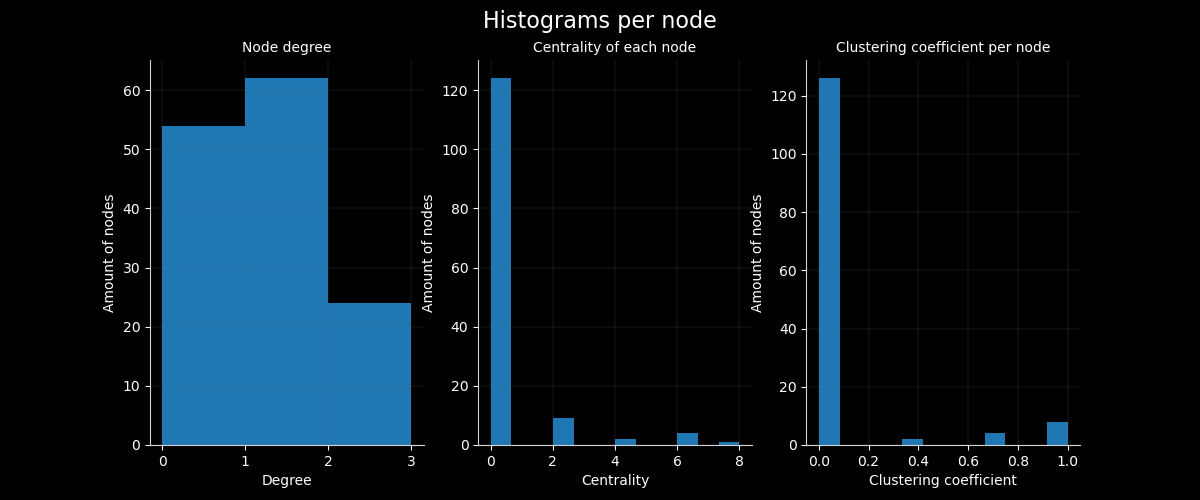 Histograms per node
Node degree
Amount of nodes
60
50
40
30
20
10
0
0 1 2 3
Degree
Centrality of each node
Amount of nodes
120
100
80
60
40
20
0
0 2 4 6 8
Centrality
Clustering coefficient per node
Amount of nodes
120
100
80
60
40
20
0
0.0 0.2 0.4 0.6 0.8 1.0
Clustering coefficient